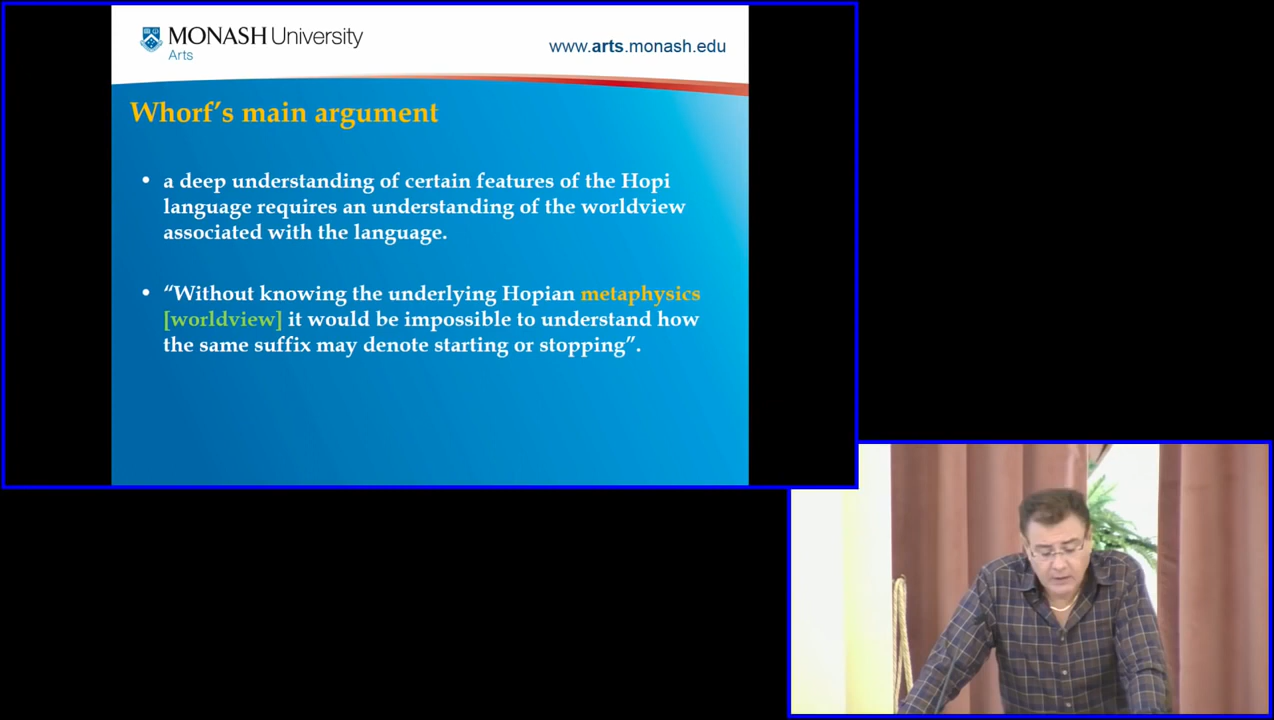 MONASH University
Arts
www.arts.monash.edu
Whorf’s main argument
• a deep understanding of certain features of the Hopi
language requires an understanding of the worldview
associated with the language.
• “Without knowing the underlying Hopian metaphysics
[worldview] it would be impossible to understand how
the same suffix may denote starting or stopping”.